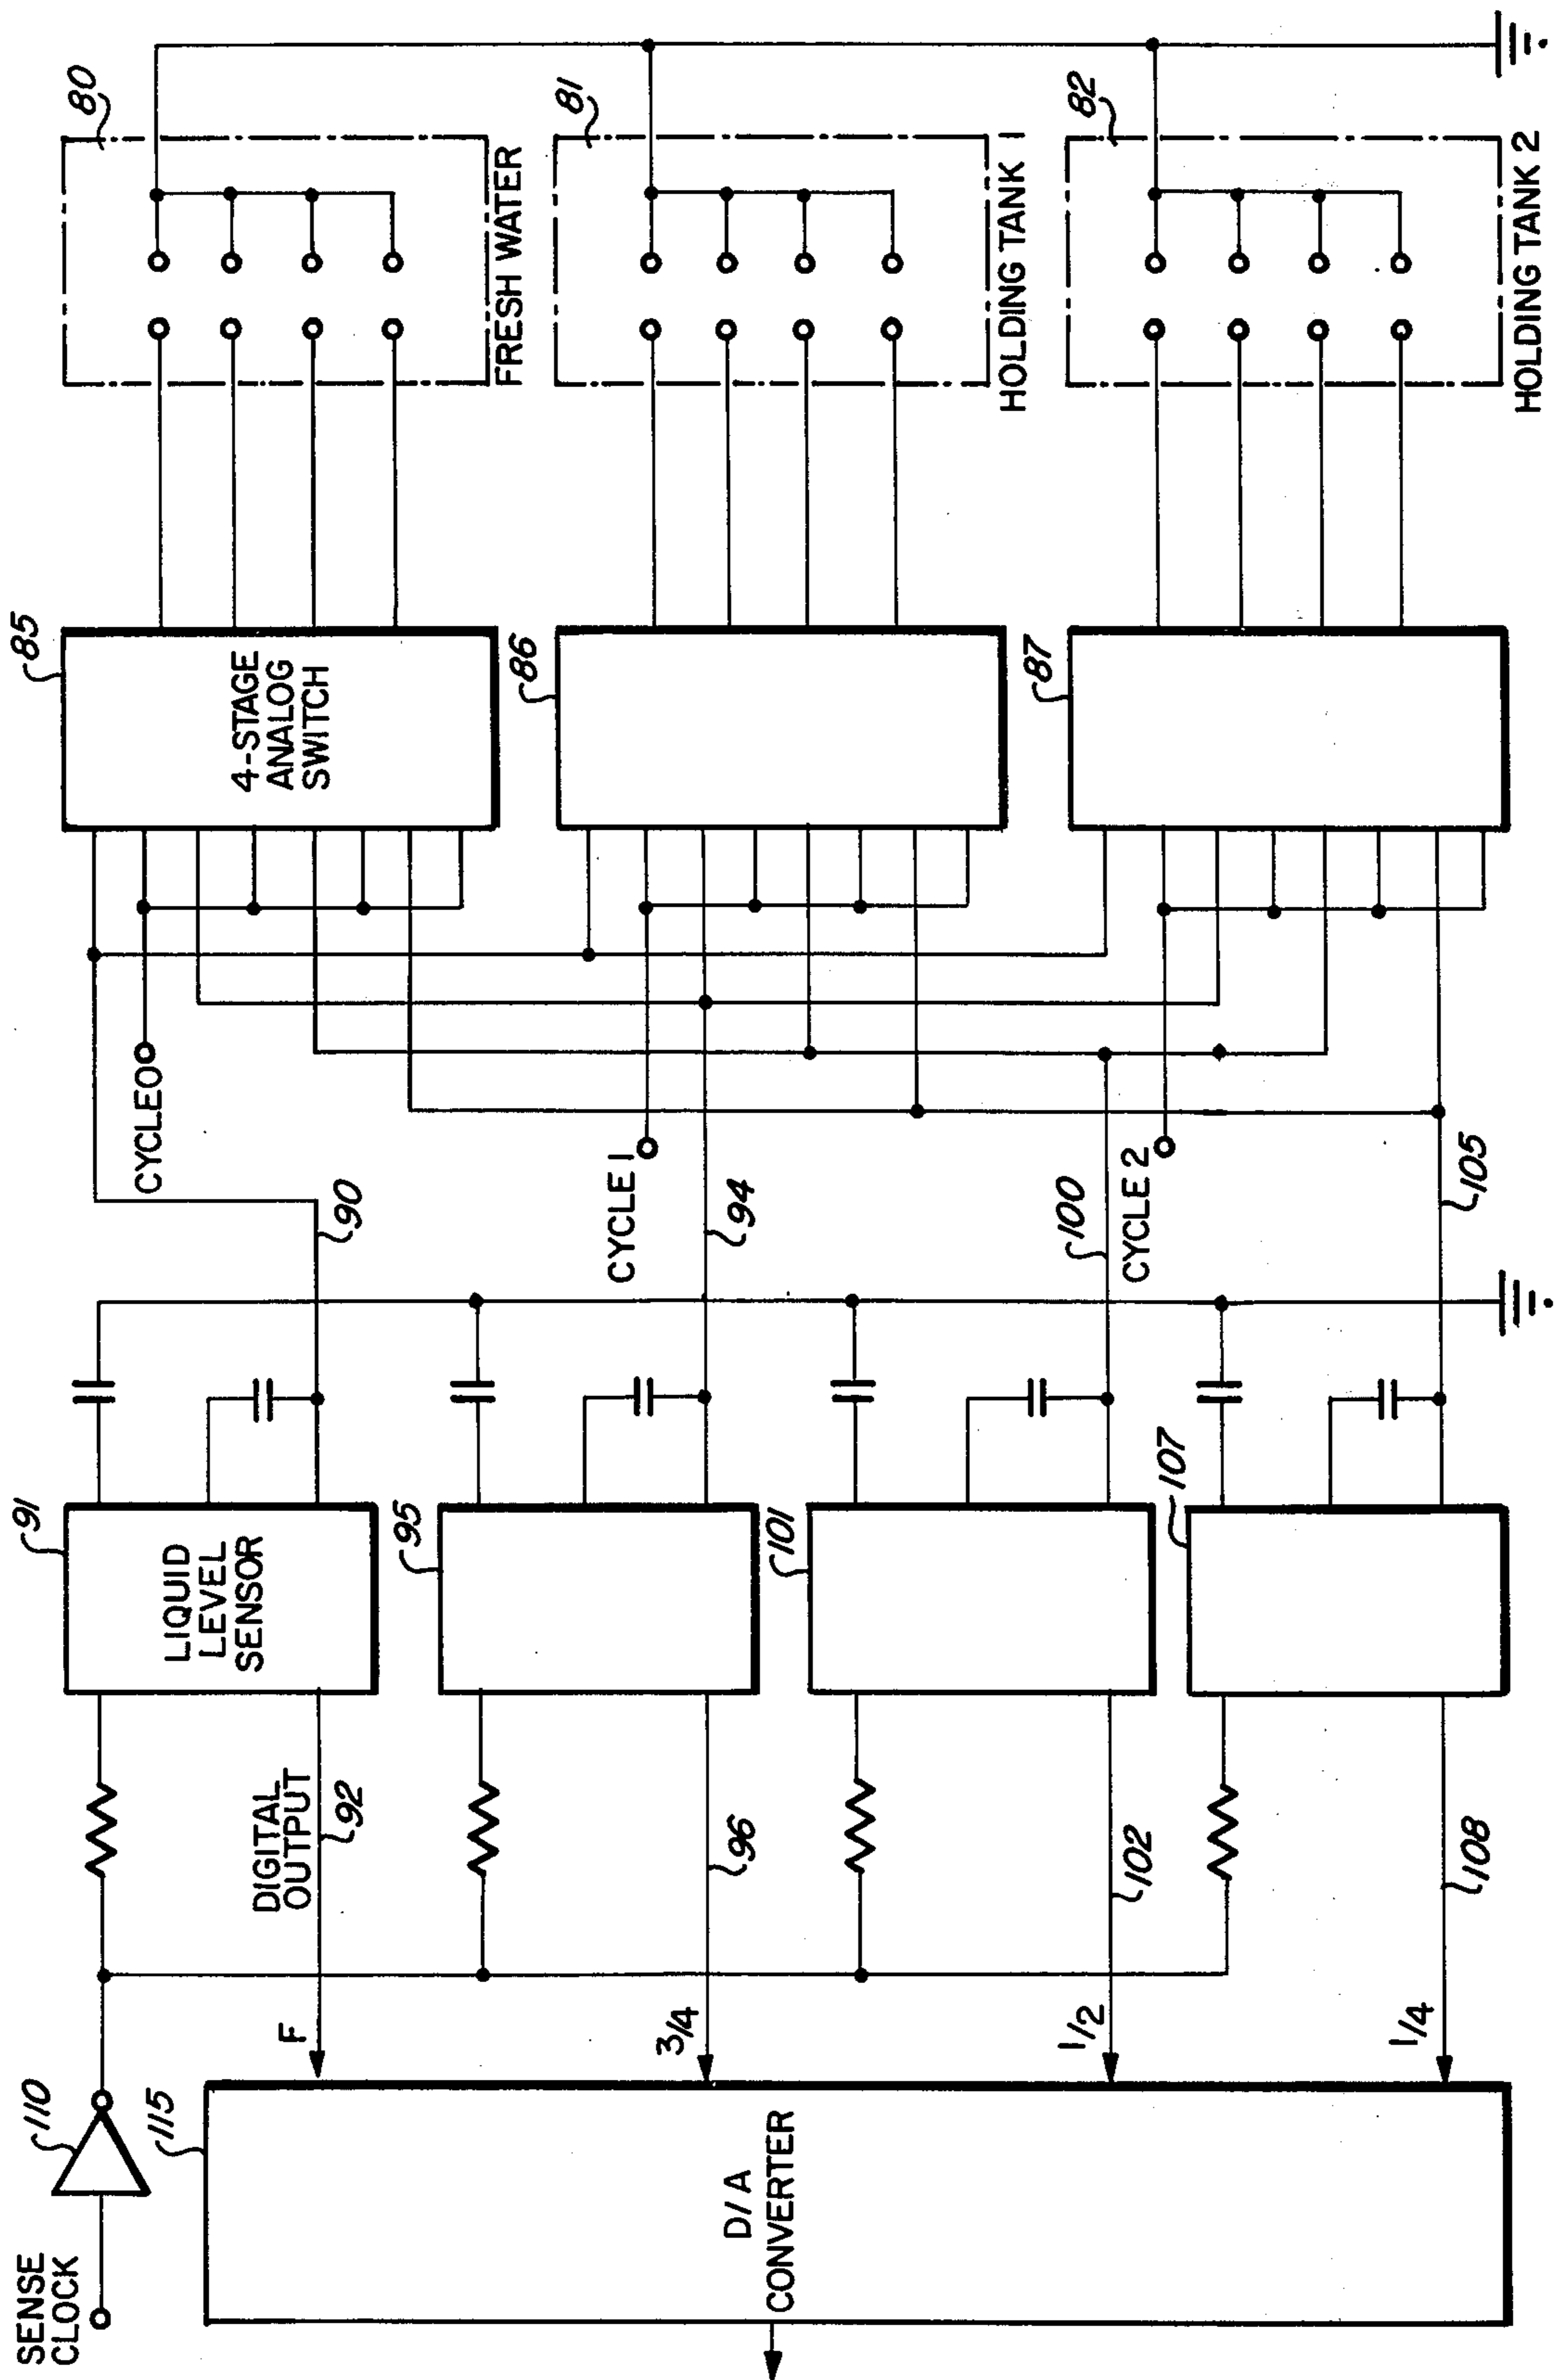 SENSE
CLOCK
110
115
D/A
CONVERTER
F
3/4
1/2
1/4
DIGITAL
OUTPUT
92
96
102
108
91
LIQUID
LEVEL
SENSOR
95
101
107
90
94
100
105
CYCLE 0
CYCLE 1
CYCLE 2
85
4-STAGE
ANALOG
SWITCH
86
87
80
FRESH WATER
81
HOLDING TANK 1
82
HOLDING TANK 2